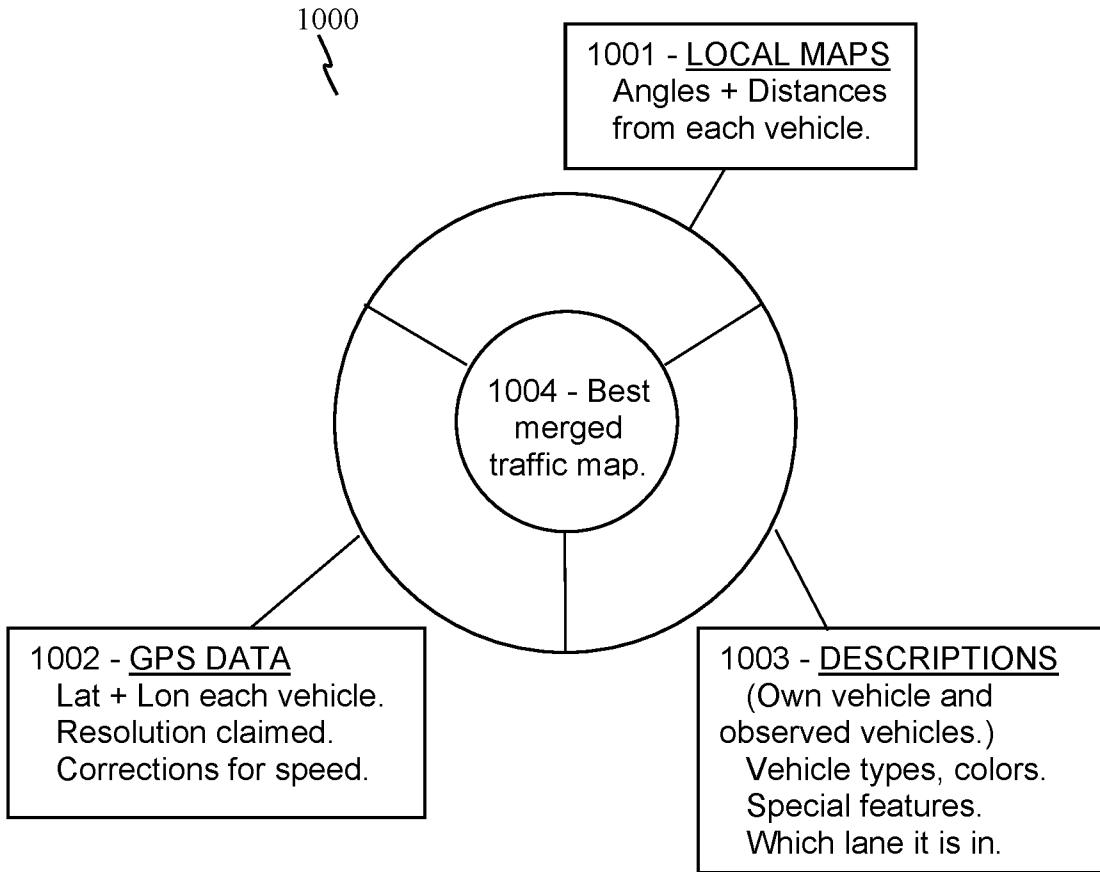 1000
1001 - LOCAL MAPS
Angles + Distances
from each vehicle.
1004 - Best
merged
traffic map.
1002 - GPS DATA
Lat + Lon each vehicle.
Resolution claimed.
Corrections for speed.
1003 - DESCRIPTIONS
(Own vehicle and
observed vehicles.)
Vehicle types, colors.
Special features.
Which lane it is in.